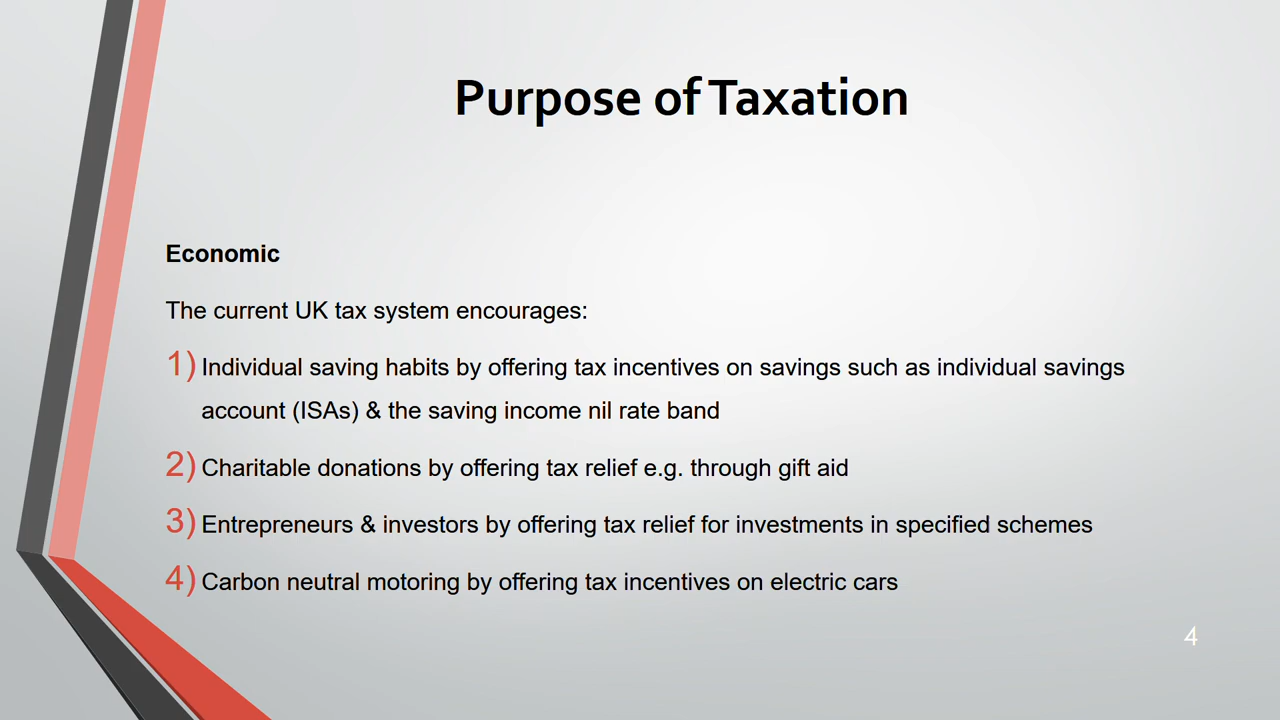 Purpose of Taxation
Economic
The current UK tax system encourages:
1) Individual saving habits by offering tax incentives on savings such as individual savings
account (ISAs) & the saving income nil rate band
2) Charitable donations by offering tax relief e.g. through gift aid
3) Entrepreneurs & investors by offering tax relief for investments in specified schemes
4) Carbon neutral motoring by offering tax incentives on electric cars
4